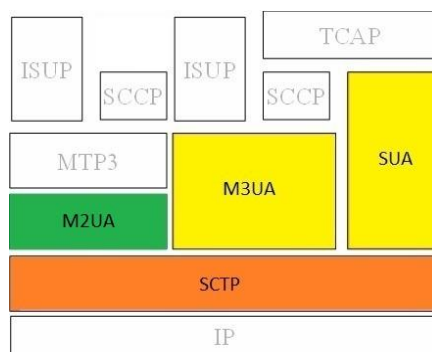 TCAP
ISUP
ISUP
SCCP
SCCP
MTP3
M3UA
SUA
M2UA
SCTP
IP